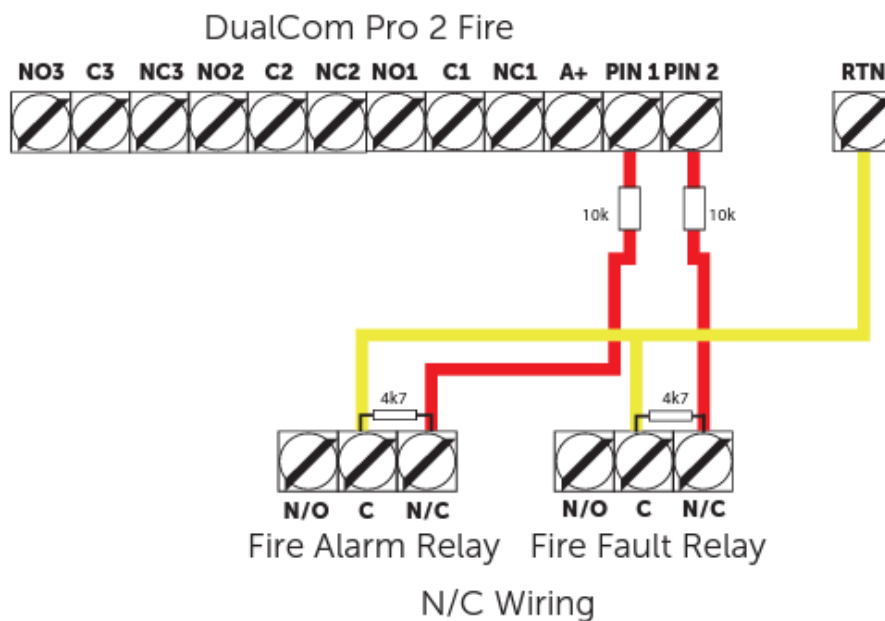 DualCom Pro 2 Fire
NO3 C3 NC3 NO2 C2 NC2 NO1 C1 NC1 A+ PIN 1 PIN 2 RTN
10k 10k
4k7 4k7
N/O C N/C N/O C N/C
Fire Alarm Relay Fire Fault Relay
N/C Wiring